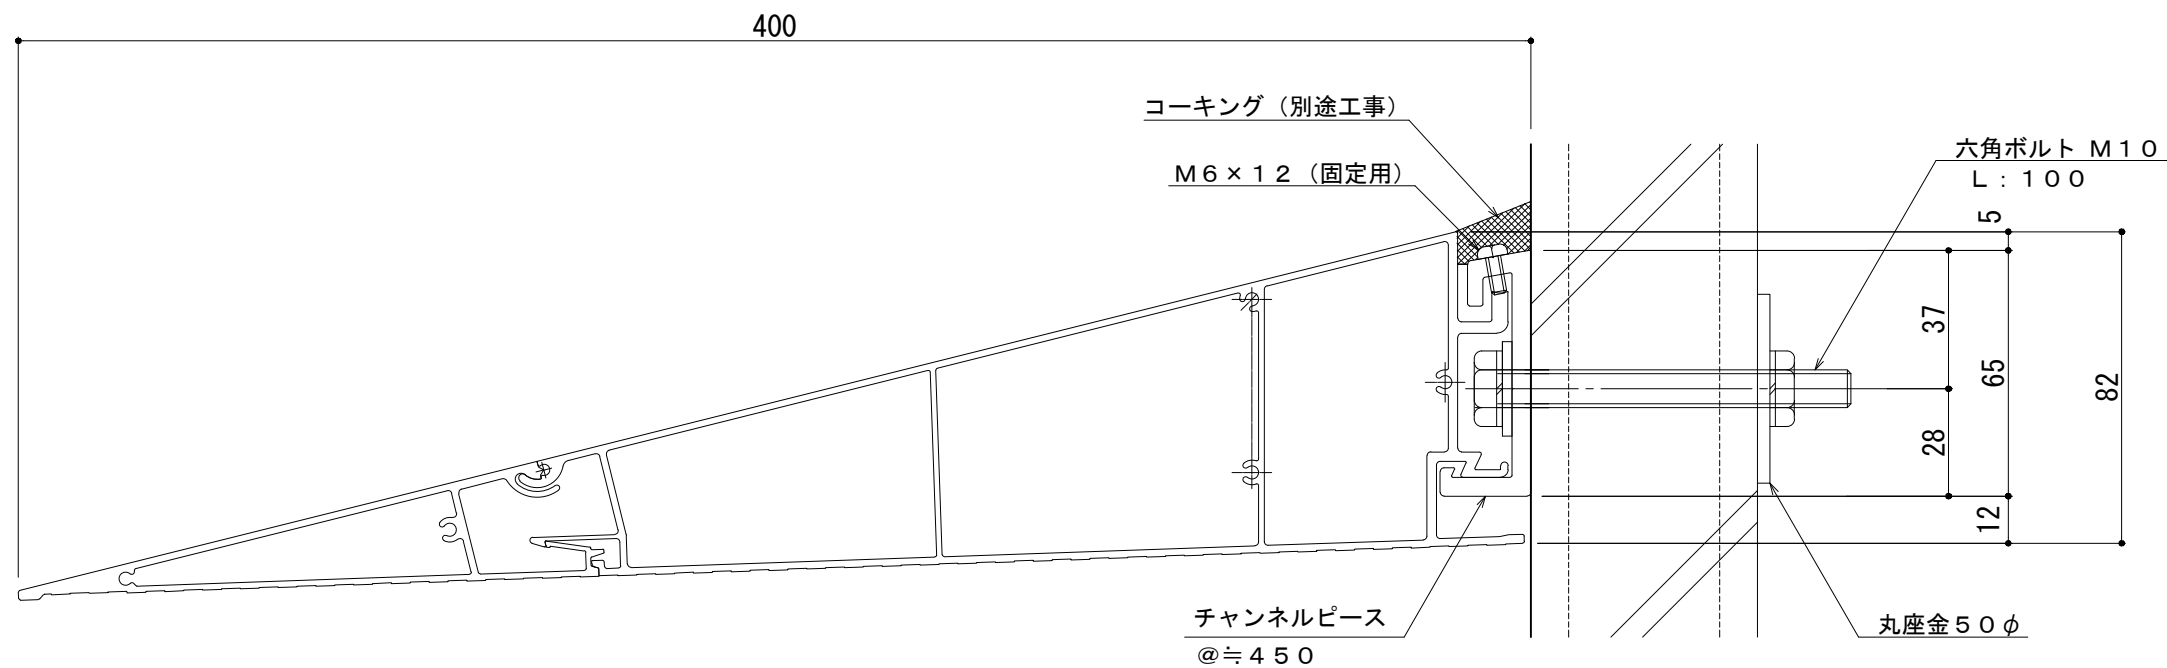 400
コーキング（別途工事）
M6×12（固定用）
六角ボルト M10
L：100
5
37
65
82
28
12
チャンネルピース
@≒450
丸座金50φ